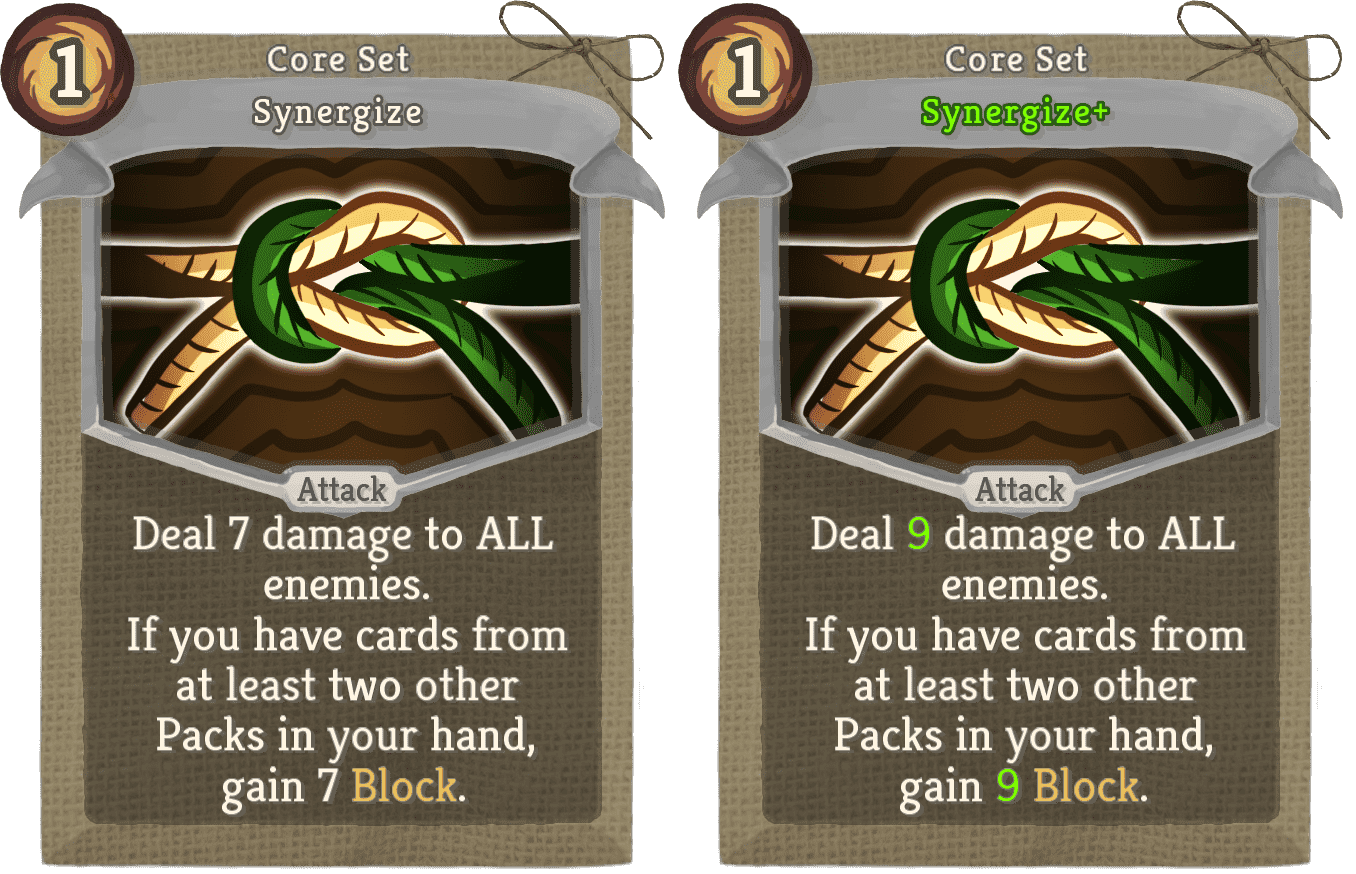 1
Core Set
Synergize
Attack
Deal 7 damage to ALL
enemies.
If you have cards from
at least two other
Packs in your hand,
gain 7 Block.
1
Core Set
Synergize+
Attack
Deal 9 damage to ALL
enemies.
If you have cards from
at least two other
Packs in your hand,
gain 9 Block.